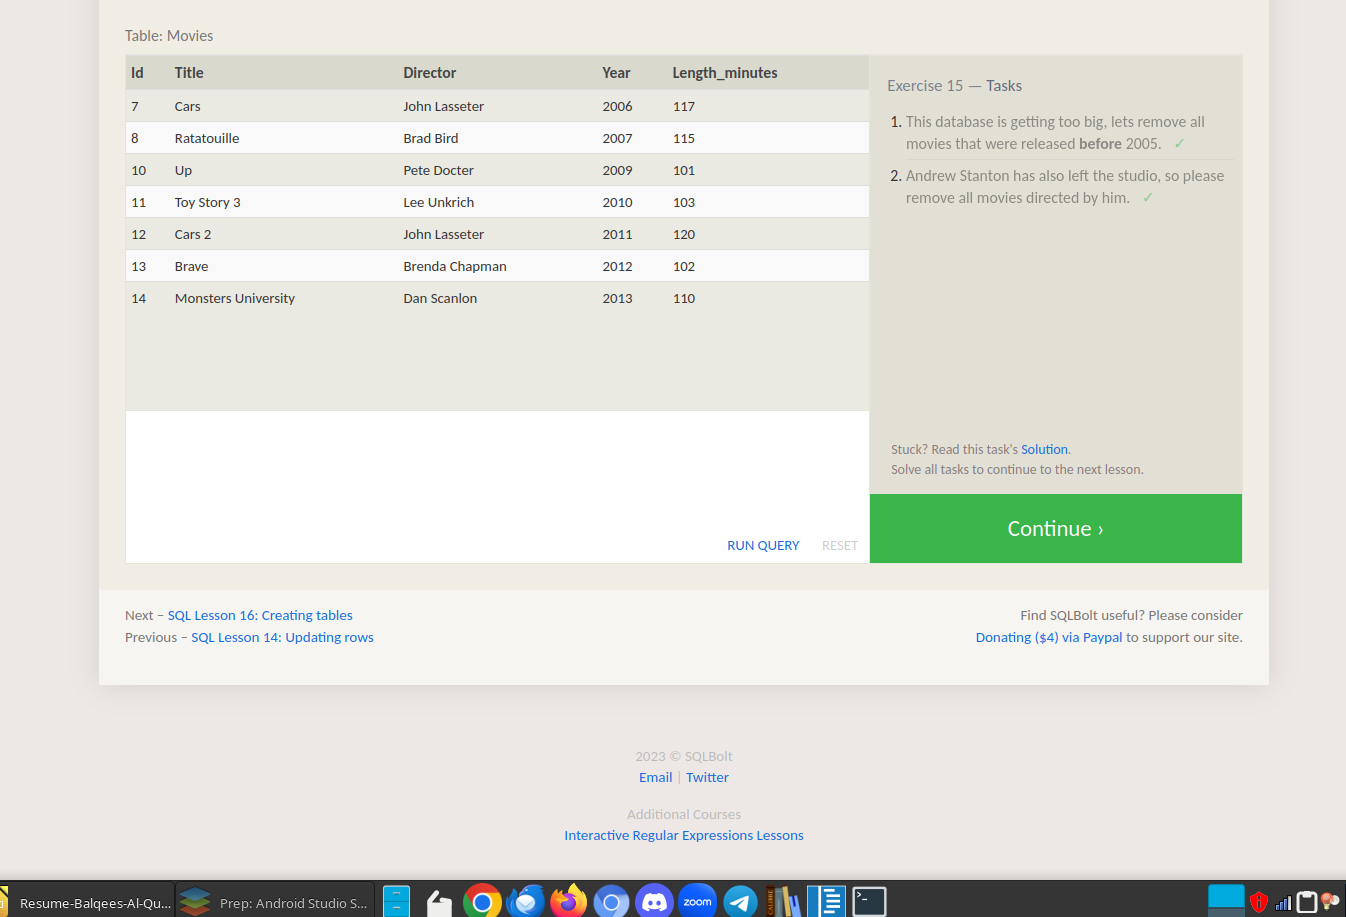 Table: Movies
Id Title Director Year Length_minutes
7 Cars John Lasseter 2006 117
8 Ratatouille Brad Bird 2007 115
10 Up Pete Docter 2009 101
11 Toy Story 3 Lee Unkrich 2010 103
12 Cars 2 John Lasseter 2011 120
13 Brave Brenda Chapman 2012 102
14 Monsters University Dan Scanlon 2013 110
RUN QUERY RESET
Exercise 15 — Tasks
1. This database is getting too big, lets remove all
movies that were released before 2005. ✓
2. Andrew Stanton has also left the studio, so please
remove all movies directed by him. ✓
Stuck? Read this task's Solution.
Solve all tasks to continue to the next lesson.
Continue ›
Next – SQL Lesson 16: Creating tables
Previous – SQL Lesson 14: Updating rows
Find SQLBolt useful? Please consider
Donating ($4) via Paypal to support our site.
2023 © SQLBolt
Email | Twitter
Additional Courses
Interactive Regular Expressions Lessons
Resume-Balqees-Al-Qu...
Prep: Android Studio S...
zoom